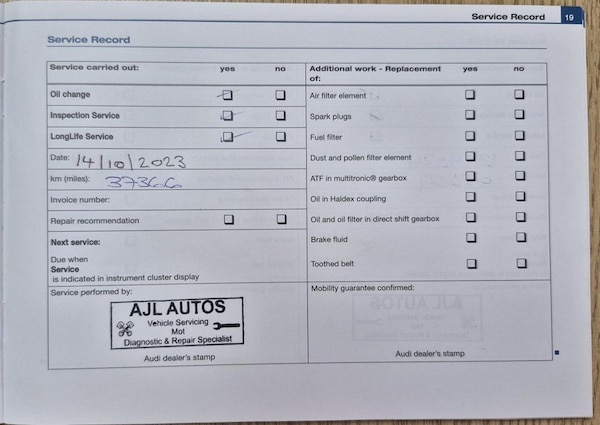 Service Record 19
Service Record
Service carried out: yes no
Oil change
Inspection Service
LongLife Service
Date: 14/10/2023
km (miles): 37366
Invoice number:
Repair recommendation
Next service:
Due when
Service
is indicated in instrument cluster display
Service performed by:
AJL AUTOS
Vehicle Servicing
Mot
Diagnostic & Repair Specialist
Audi dealer's stamp
Additional work - Replacement of: yes no
Air filter element
Spark plugs
Fuel filter
Dust and pollen filter element
ATF in multitronic® gearbox
Oil in Haldex coupling
Oil and oil filter in direct shift gearbox
Brake fluid
Toothed belt
Mobility guarantee confirmed:
Audi dealer's stamp